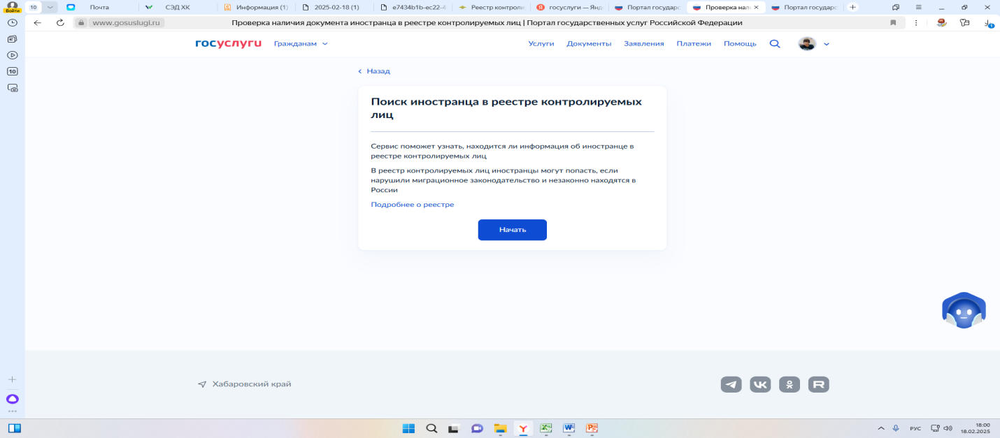 Войти
10
Почта
СЭД ХК
Информация (1)
2025-02-18 (1)
e7434b1b-ec22-4
Реестр контроли
госуслуги — Янд
Портал государс
Проверка нали
Портал государс
www.gosuslugi.ru
Проверка наличия документа иностранца в реестре контролируемых лиц | Портал государственных услуг Российской Федерации
1
10
госуслуги
Гражданам
Услуги
Документы
Заявления
Платежи
Помощь
Назад
Поиск иностранца в реестре контролируемых
лиц
Сервис поможет узнать, находится ли информация об иностранце в
реестре контролируемых лиц
В реестр контролируемых лиц иностранцы могут попасть, если
нарушили миграционное законодательство и незаконно находятся в
России
Подробнее о реестре
Начать
Хабаровский край
РУС
18:00
18.02.2025